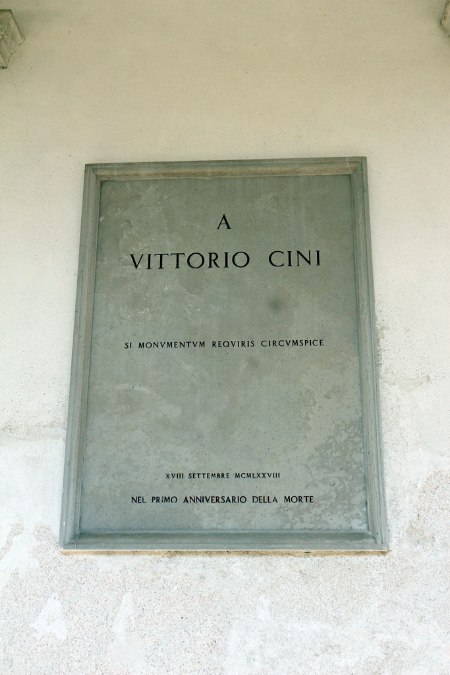 A
VITTORIO CINI
SI MONVMENTVM REQVIRIS CIRCVMSPICE
XVIII SETTEMBRE MCMLXXVIII
NEL PRIMO ANNIVERSARIO DELLA MORTE